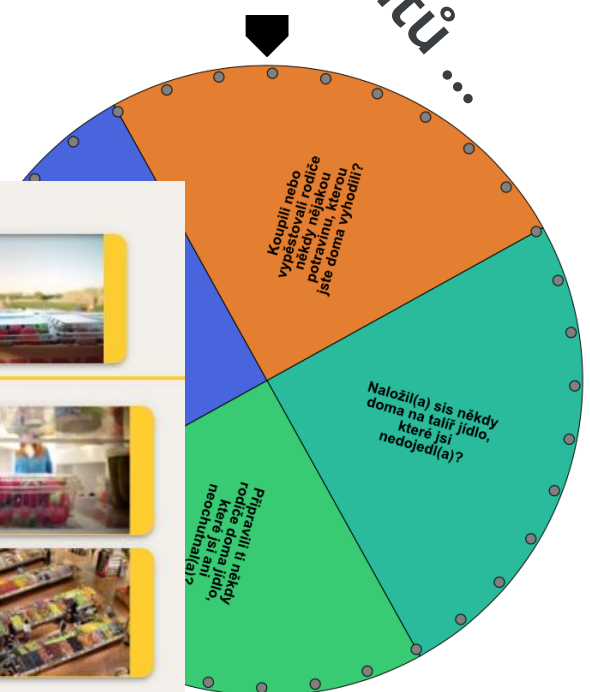 ıtů ...
Koupili nebo
vypěstovali rodiče
někdy nějakou
potravinu, kterou
jste doma vyhodili?
Naložil(a) sis někdy
doma na talíř jídlo,
které jsi
nedojedl(a)?
Připravili ti někdy
rodiče doma jídlo,
které jsi ani
neochutnal(a)?